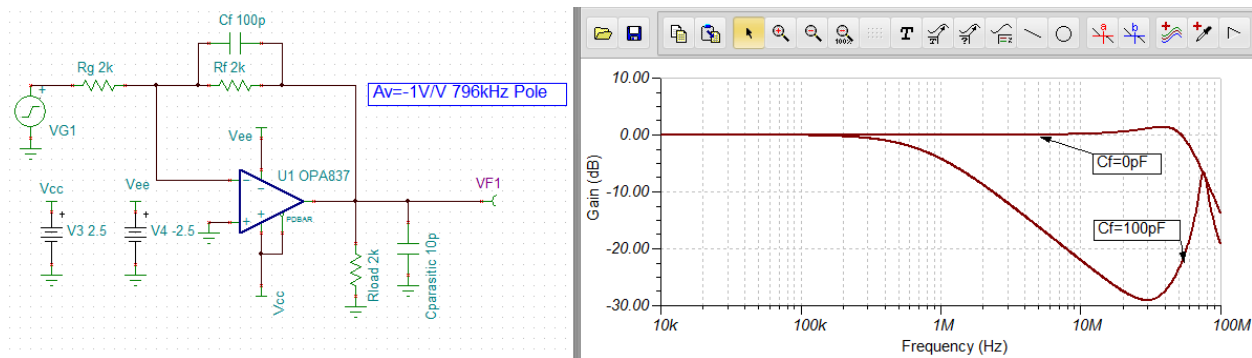 Cf 100p
Rg 2k
Rf 2k
+
VG1
Av=-1V/V 796kHz Pole
Vee
U1 OPA837
VF1
-
-
+
+
PDBAR
Vcc
+
V3 2.5
Vee
+
V4 -2.5
Vcc
Rload 2k
Cparasitic 10p
100%
T
a
b
10.00
0.00
-10.00
-20.00
-30.00
Gain (dB)
Cf=0pF
Cf=100pF
10k
100k
1M
10M
100M
Frequency (Hz)